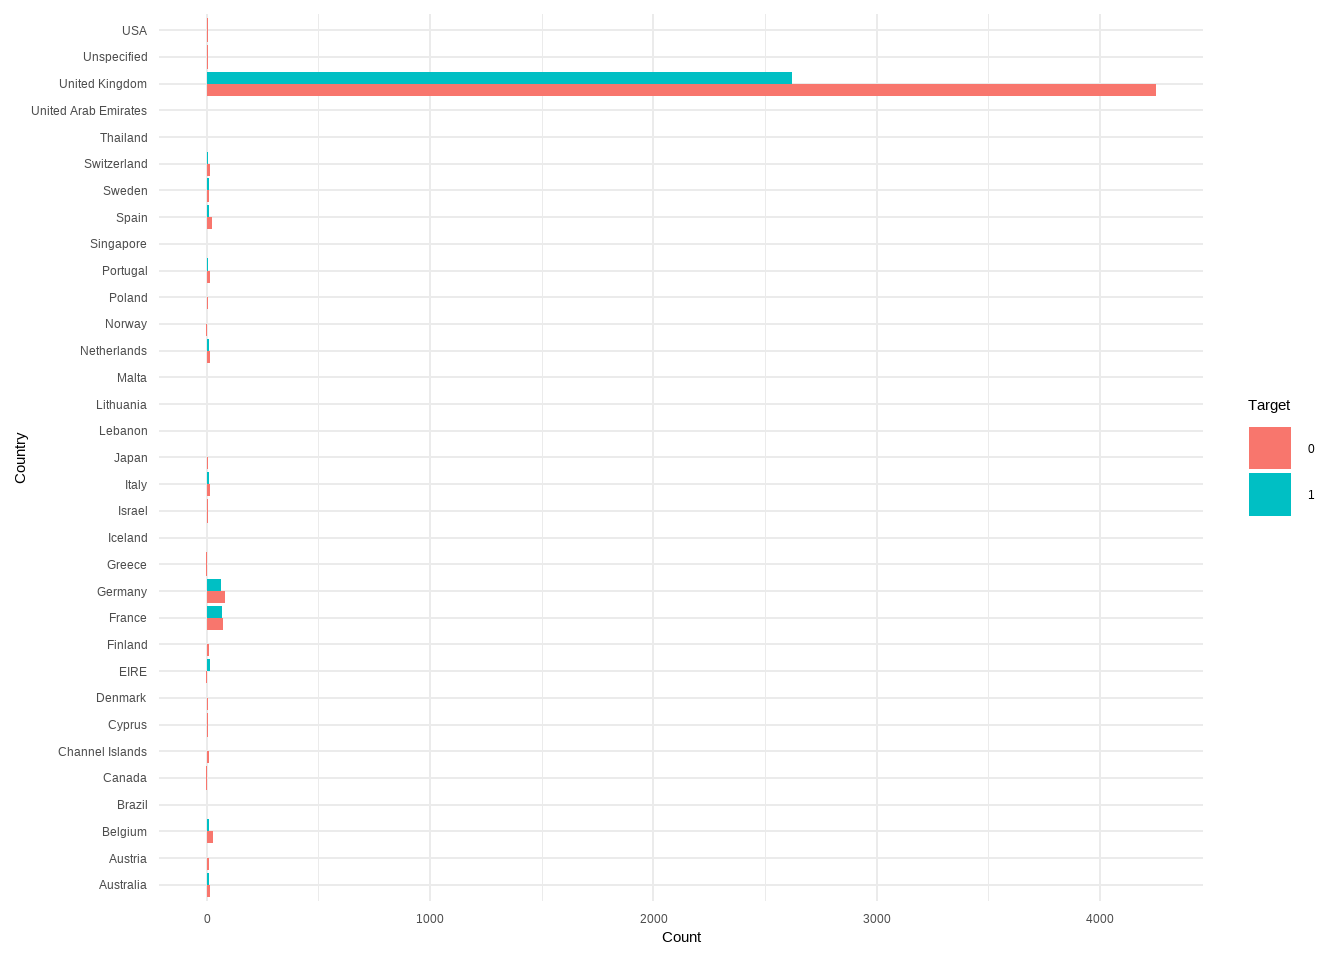 USA
Unspecified
United Kingdom
United Arab Emirates
Thailand
Switzerland
Sweden
Spain
Singapore
Portugal
Poland
Norway
Netherlands
Malta
Lithuania
Lebanon
Japan
Italy
Israel
Iceland
Greece
Germany
France
Finland
EIRE
Denmark
Cyprus
Channel Islands
Canada
Brazil
Belgium
Austria
Australia
Country
0 1000 2000 3000 4000
Count
Target
0
1